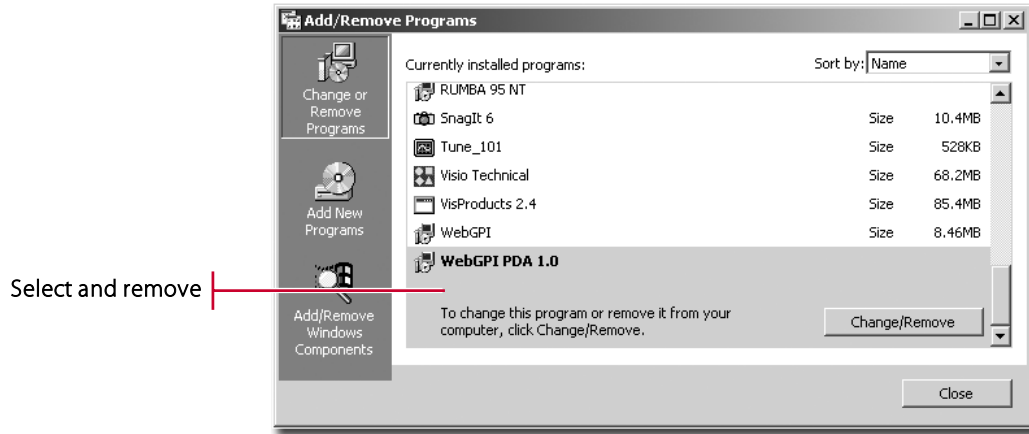 Add/Remove Programs
Change or
Remove
Programs
Add New
Programs
Add/Remove
Windows
Components
Currently installed programs:
Sort by: Name
RUMBA 95 NT
SnagIt 6 Size 10.4MB
Tune_101 Size 528KB
Visio Technical Size 68.2MB
VisProducts 2.4 Size 85.4MB
WebGPI Size 8.46MB
WebGPI PDA 1.0
To change this program or remove it from your
computer, click Change/Remove.
Change/Remove
Close
Select and remove